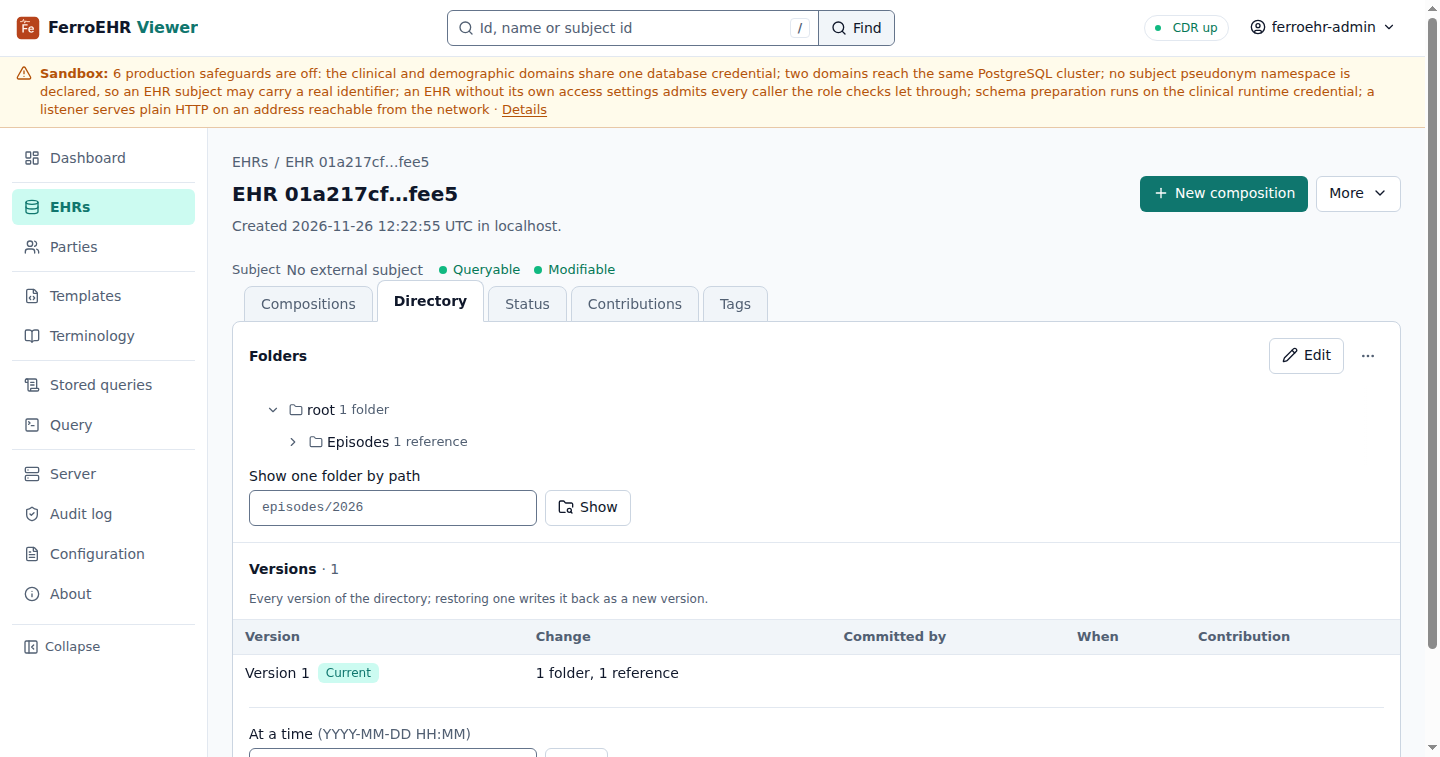 FerroEHR Viewer
Id, name or subject id
/
Find
CDR up
ferroehr-admin
Sandbox: 6 production safeguards are off: the clinical and demographic domains share one database credential; two domains reach the same PostgreSQL cluster; no subject pseudonym namespace is
declared, so an EHR subject may carry a real identifier; an EHR without its own access settings admits every caller the role checks let through; schema preparation runs on the clinical runtime credential; a
listener serves plain HTTP on an address reachable from the network · Details
Dashboard
EHRs
Parties
Templates
Terminology
Stored queries
Query
Server
Audit log
Configuration
About
Collapse
EHRs / EHR 01a217cf…fee5
EHR 01a217cf…fee5
New composition
More
Created 2026-11-26 12:22:55 UTC in localhost.
Subject No external subject Queryable Modifiable
Compositions
Directory
Status
Contributions
Tags
Folders
Edit
root 1 folder
Episodes 1 reference
Show one folder by path
episodes/2026
Show
Versions · 1
Every version of the directory; restoring one writes it back as a new version.
Version Change Committed by When Contribution
Version 1 Current 1 folder, 1 reference
At a time (YYYY-MM-DD HH:MM)